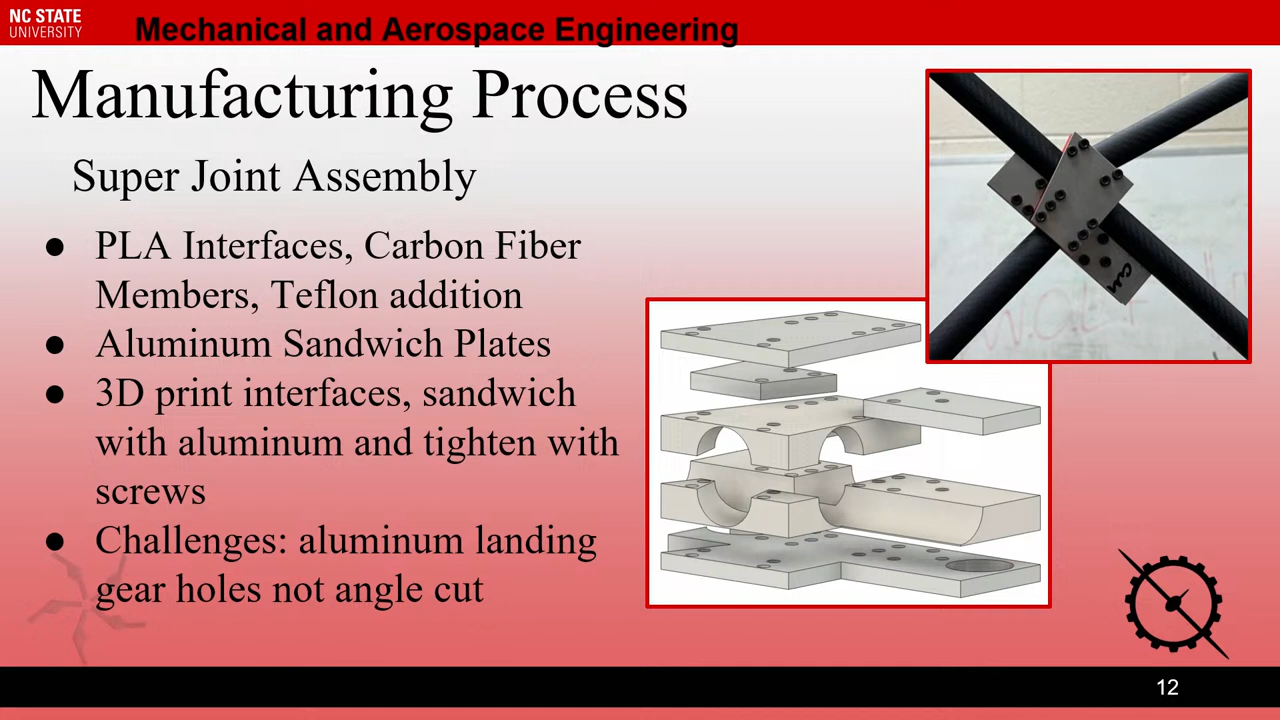 NC STATE
UNIVERSITY
Mechanical and Aerospace Engineering
Manufacturing Process
Super Joint Assembly
● PLA Interfaces, Carbon Fiber
Members, Teflon addition
● Aluminum Sandwich Plates
● 3D print interfaces, sandwich
with aluminum and tighten with
screws
● Challenges: aluminum landing
gear holes not angle cut
12